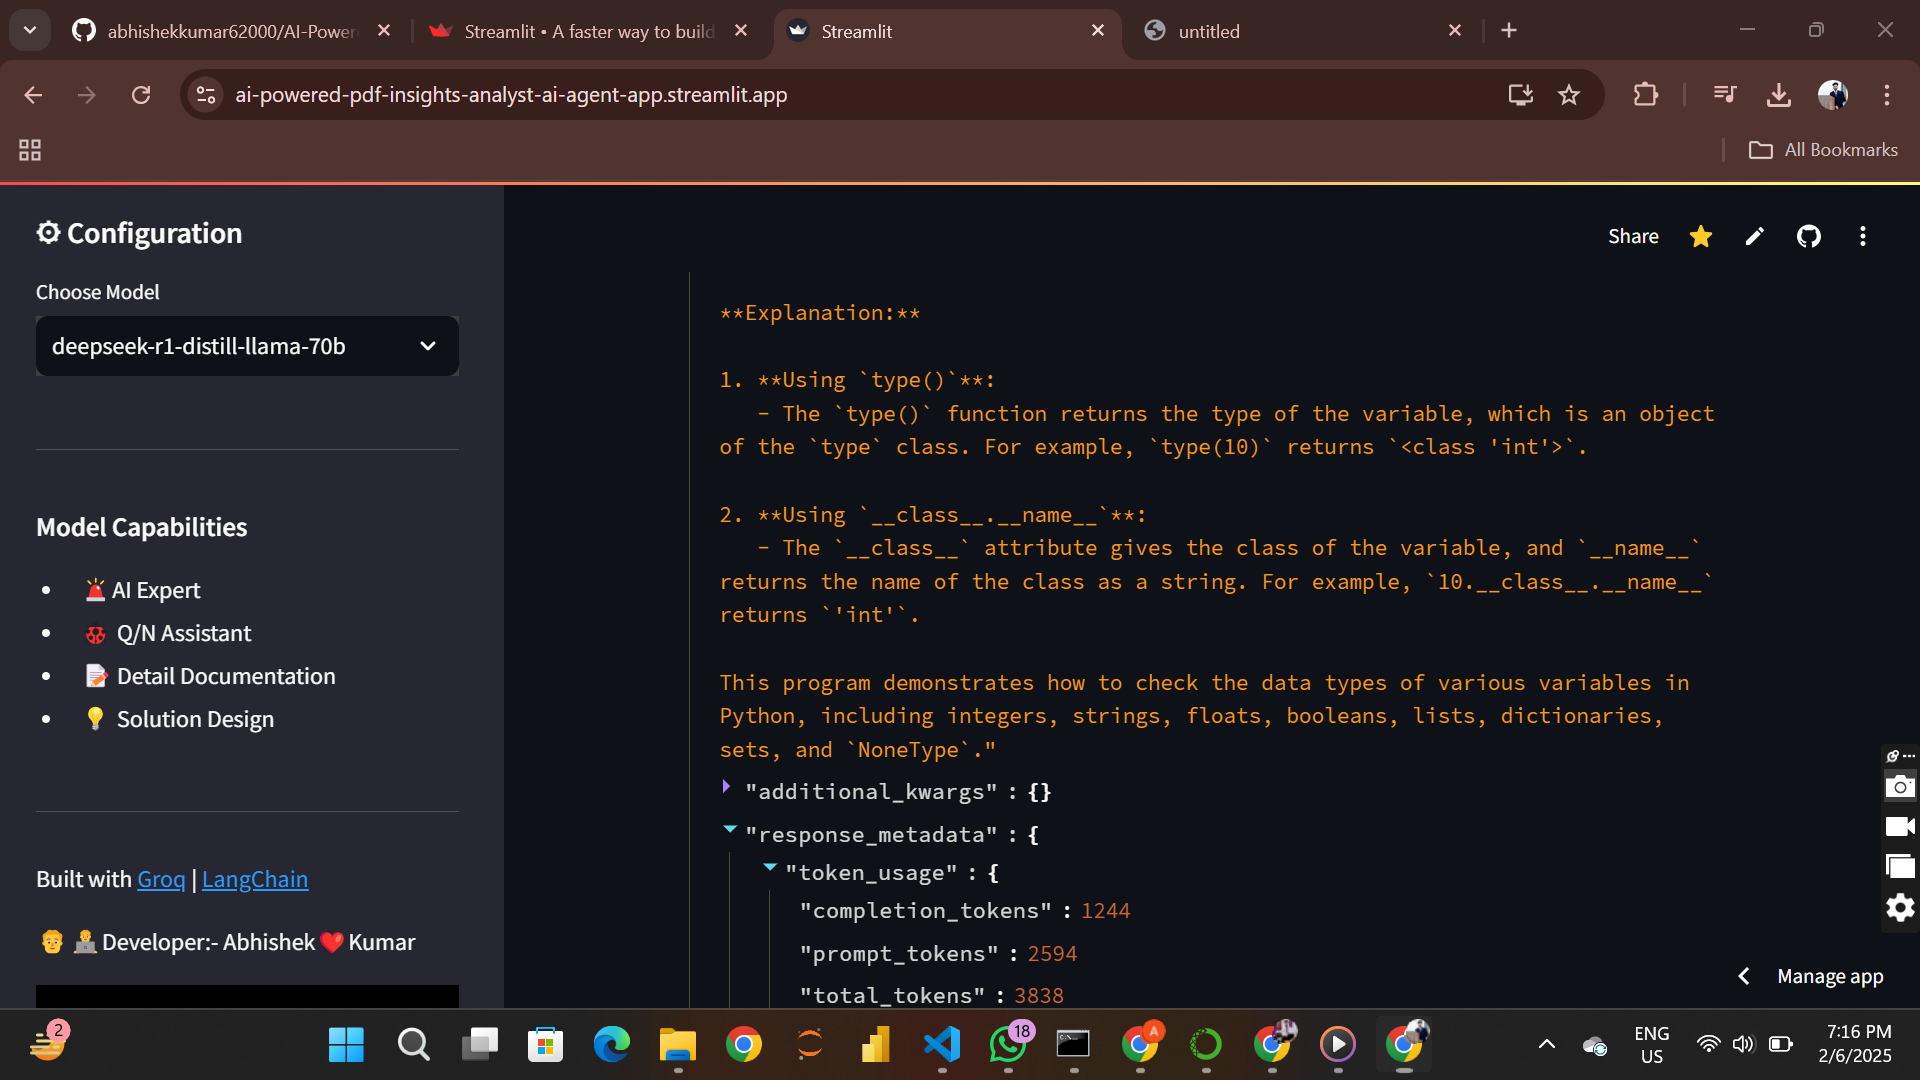 abhishekkumar62000/AI-Power
Streamlit • A faster way to build
Streamlit
untitled
ai-powered-pdf-insights-analyst-ai-agent-app.streamlit.app
All Bookmarks
Configuration
Choose Model
deepseek-r1-distill-llama-70b
Model Capabilities
AI Expert
Q/N Assistant
Detail Documentation
Solution Design
Built with Groq | LangChain
Developer:- Abhishek Kumar
Share
**Explanation:**
1. **Using `type()`**:
- The `type()` function returns the type of the variable, which is an object
of the `type` class. For example, `type(10)` returns `<class 'int'>`.
2. **Using `__class__.__name__`**:
- The `__class__` attribute gives the class of the variable, and `__name__`
returns the name of the class as a string. For example, `10.__class__.__name__`
returns `'int'`.
This program demonstrates how to check the data types of various variables in
Python, including integers, strings, floats, booleans, lists, dictionaries,
sets, and `NoneType`."
"additional_kwargs" : {}
"response_metadata" : {
"token_usage" : {
"completion_tokens" : 1244
"prompt_tokens" : 2594
"total_tokens" : 3838
Manage app
2
18
A
ENG
US
7:16 PM
2/6/2025